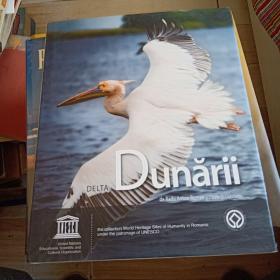 DELTA
Dunării
de
the collection World Heritage Sites of Humanity in Romania
under the patronage of UNESCO
United Nations
Educational, Scientific and
Cultural Organization